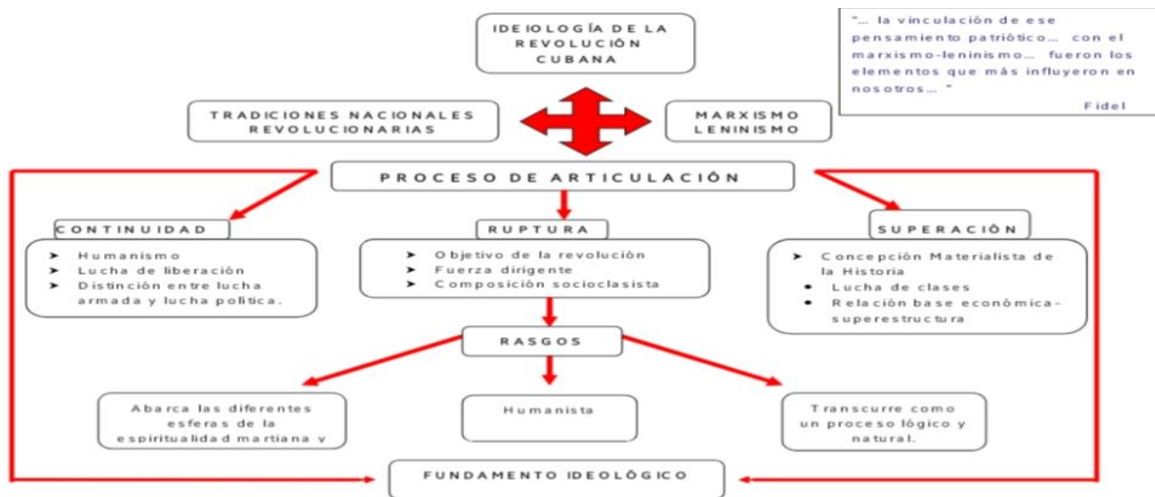 IDEIOLOGÍA DE LA
REVOLUCIÓN
CUBANA
"... la vinculación de ese
pensamiento patriótico... con el
marxismo-leninismo... fueron los
elementos que más influyeron en
nosotros... "
Fidel
TRADICIONES NACIONALES
REVOLUCIONARIAS
MARXISMO
LENINISMO
PROCESO DE ARTICULACIÓN
CONTINUIDAD
➤ Humanismo
➤ Lucha de liberación
➤ Distinción entre lucha
armada y lucha política.
RUPTURA
➤ Objetivo de la revolución
➤ Fuerza dirigente
➤ Composición socioclasista
SUPERACIÓN
➤ Concepción Materialista de
la Historia
• Lucha de clases
• Relación base económica-
superestructura
RASGOS
Abarca las diferentes
esferas de la
espiritualidad martiana y
Humanista
Transcurre como
un proceso lógico y
natural.
FUNDAMENTO IDEOLÓGICO